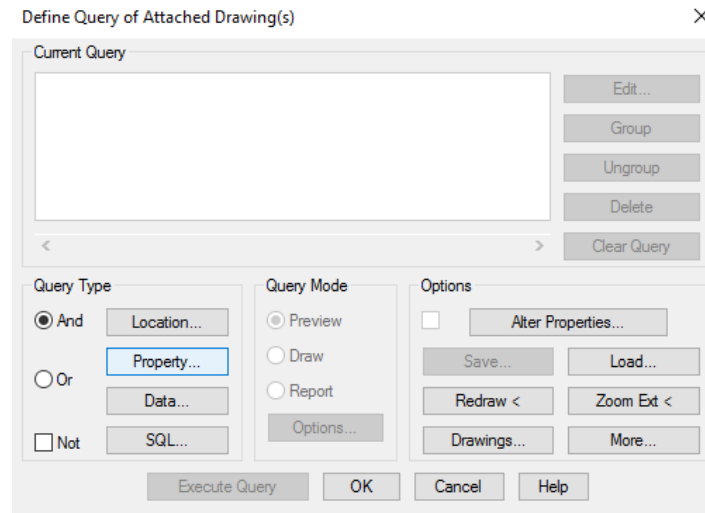 Define Query of Attached Drawing(s)
Current Query
Edit...
Group
Ungroup
Delete
Clear Query
Query Type
And
Or
Not
Location...
Property...
Data...
SQL...
Query Mode
Preview
Draw
Report
Options...
Options
Alter Properties...
Save...
Load...
Redraw <
Zoom Ext <
Drawings...
More...
Execute Query
OK
Cancel
Help